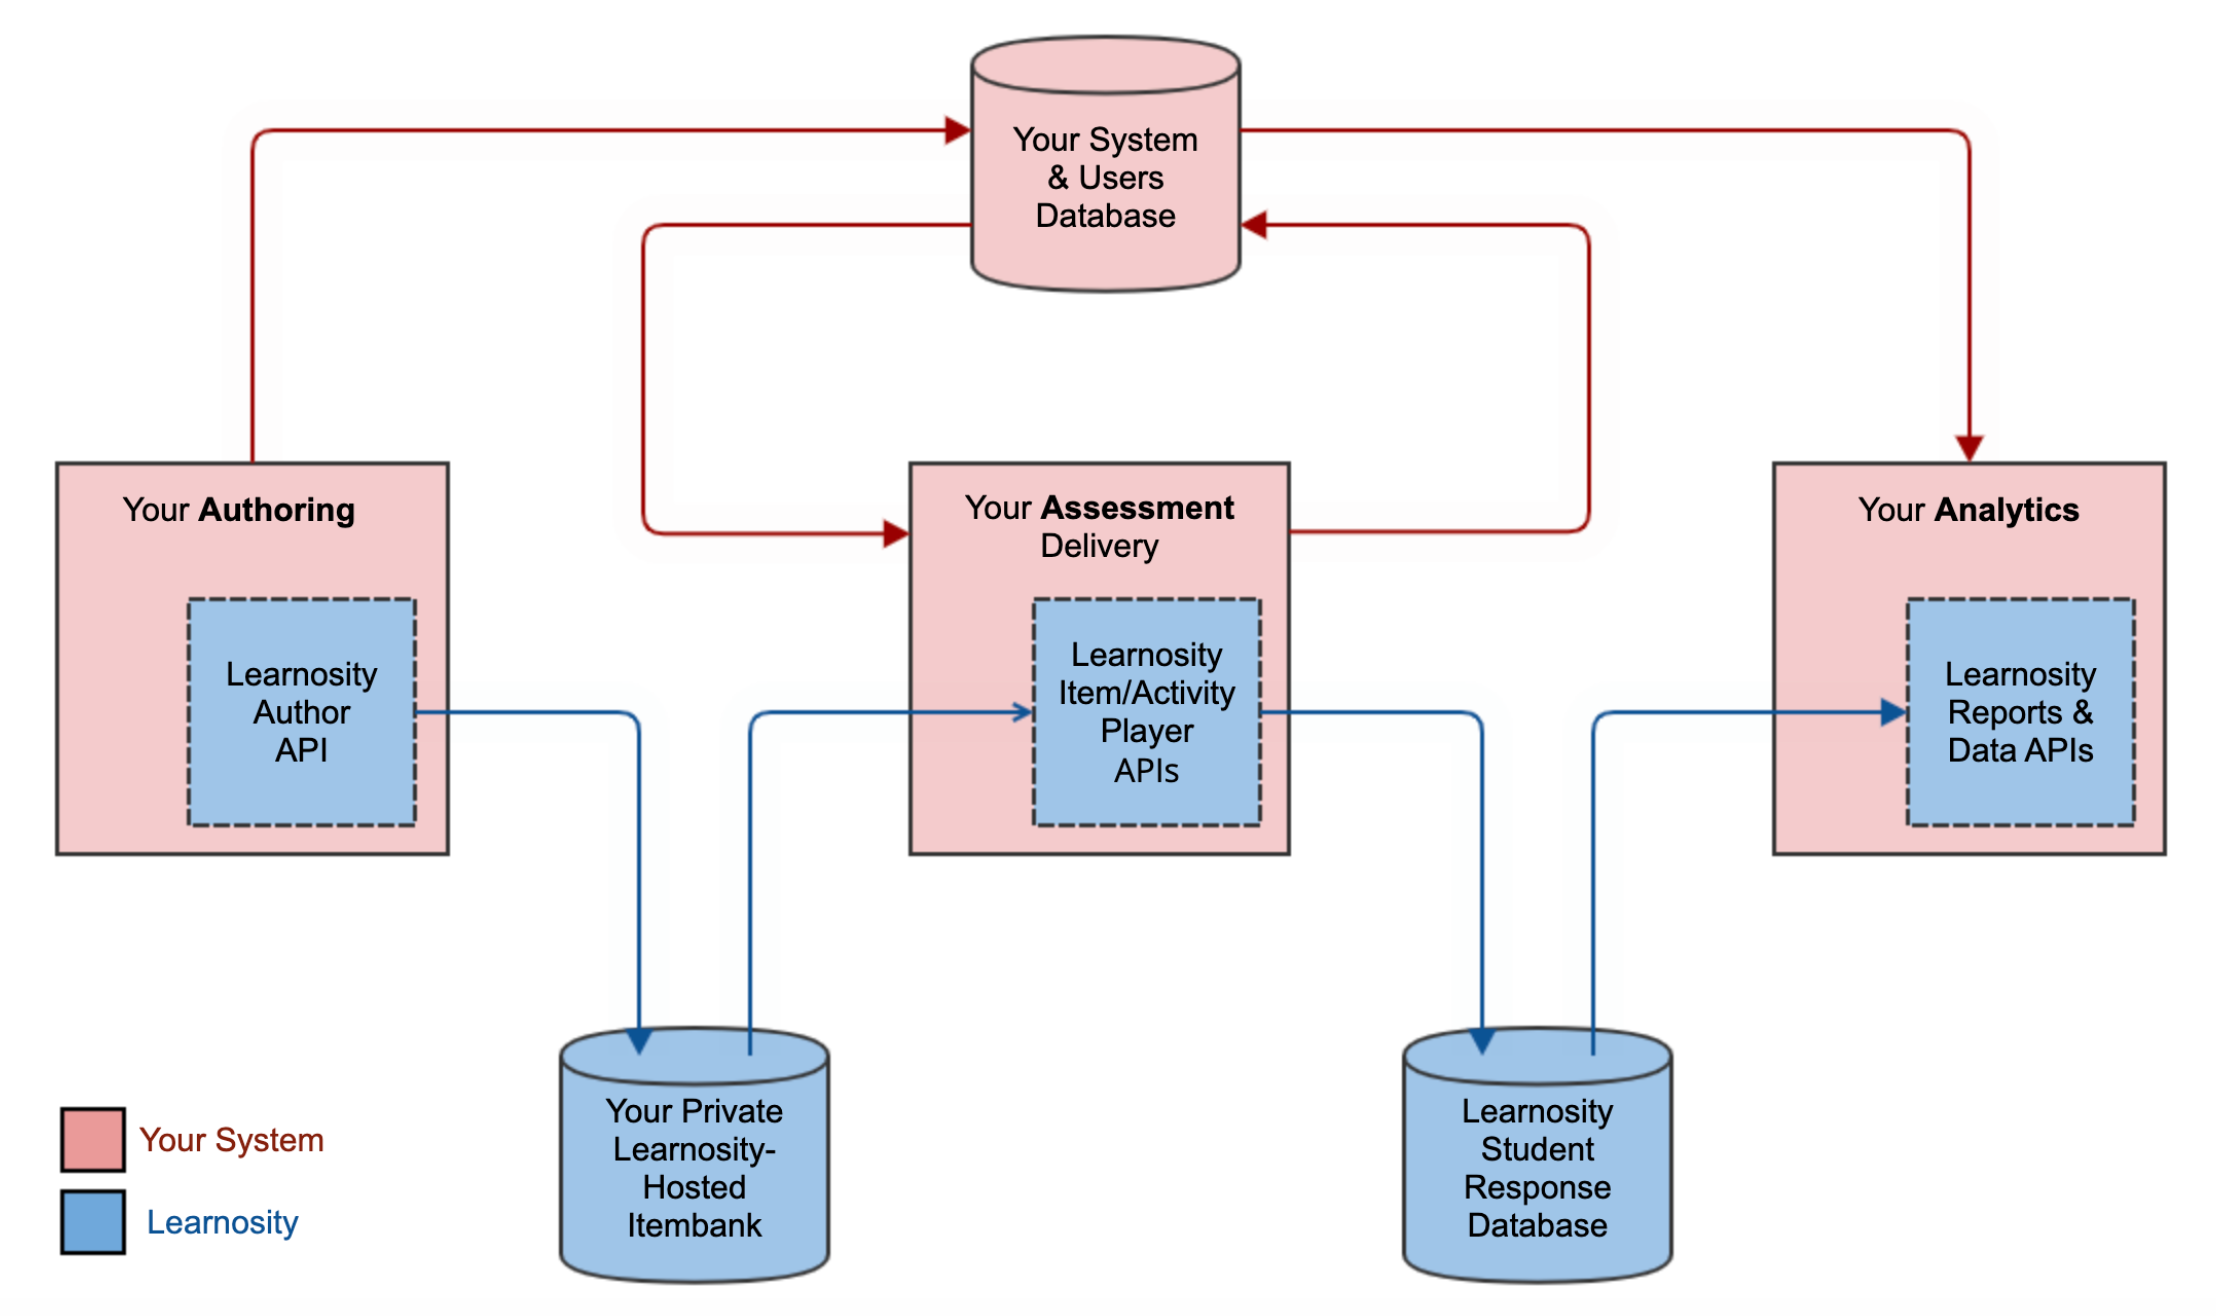 Your System
& Users
Database
Your Authoring
Your Assessment
Delivery
Your Analytics
Learnosity
Author
API
Learnosity
Item/Activity
Player
APIs
Learnosity
Reports &
Data APIs
Your Private
Learnosity-
Hosted
Itembank
Learnosity
Student
Response
Database
Your System
Learnosity